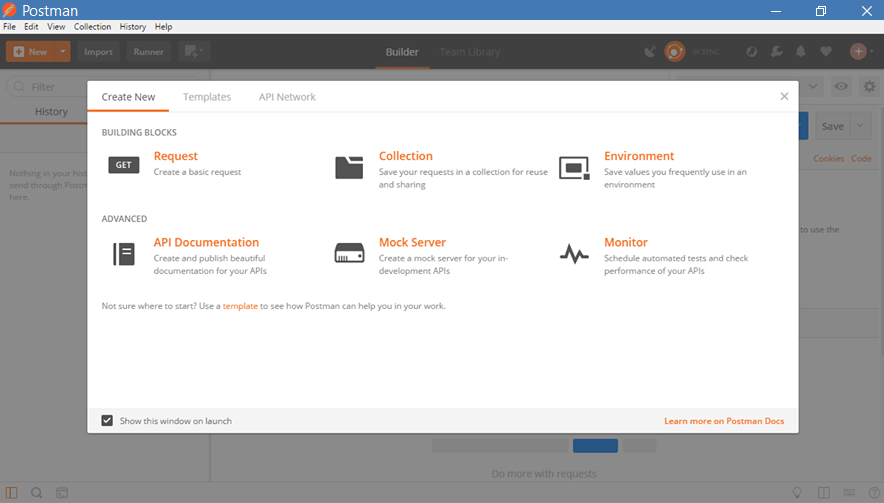 Postman
File Edit View Collection History Help
New Import Runner Builder Team Library IN SYNC
Filter
History
Save
Cookies Code
Nothing in your hist
send through Postm
here.
to use the
Create New Templates API Network
BUILDING BLOCKS
GET
Request
Create a basic request
Collection
Save your requests in a collection for reuse
and sharing
Environment
Save values you frequently use in an
environment
ADVANCED
API Documentation
Create and publish beautiful
documentation for your APIs
Mock Server
Create a mock server for your in-
development APIs
Monitor
Schedule automated tests and check
performance of your APIs
Not sure where to start? Use a template to see how Postman can help you in your work.
Show this window on launch
Learn more on Postman Docs
Do more with requests